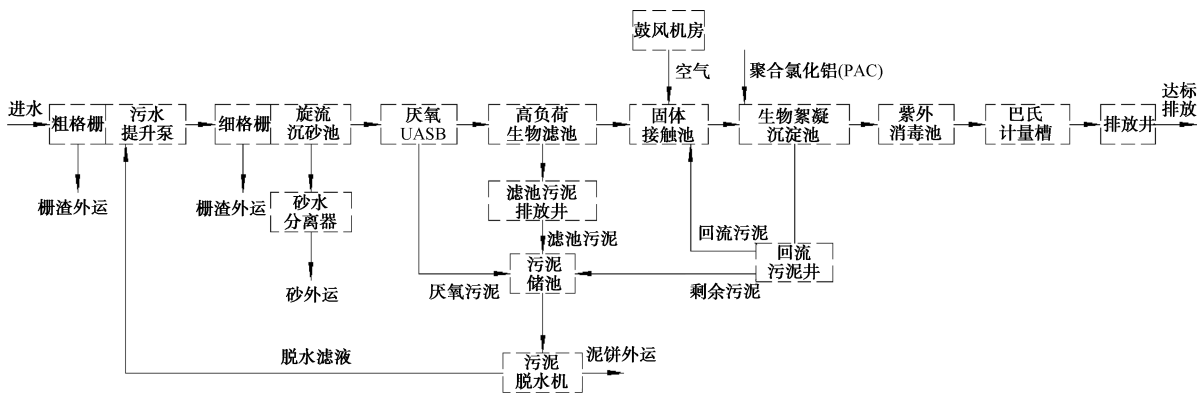 鼓风机房
空气
聚合氯化铝(PAC)
进水
粗格栅
污水
提升泵
细格栅
旋流
沉砂池
厌氧
UASB
高负荷
生物滤池
固体
接触池
生物絮凝
沉淀池
紫外
消毒池
巴氏
计量槽
排放井
达标
排放
栅渣外运
栅渣外运
砂水
分离器
滤池污泥
排放井
滤池污泥
回流污泥
回流
污泥井
污泥
储池
砂外运
厌氧污泥
剩余污泥
脱水滤液
污泥
脱水机
泥饼外运